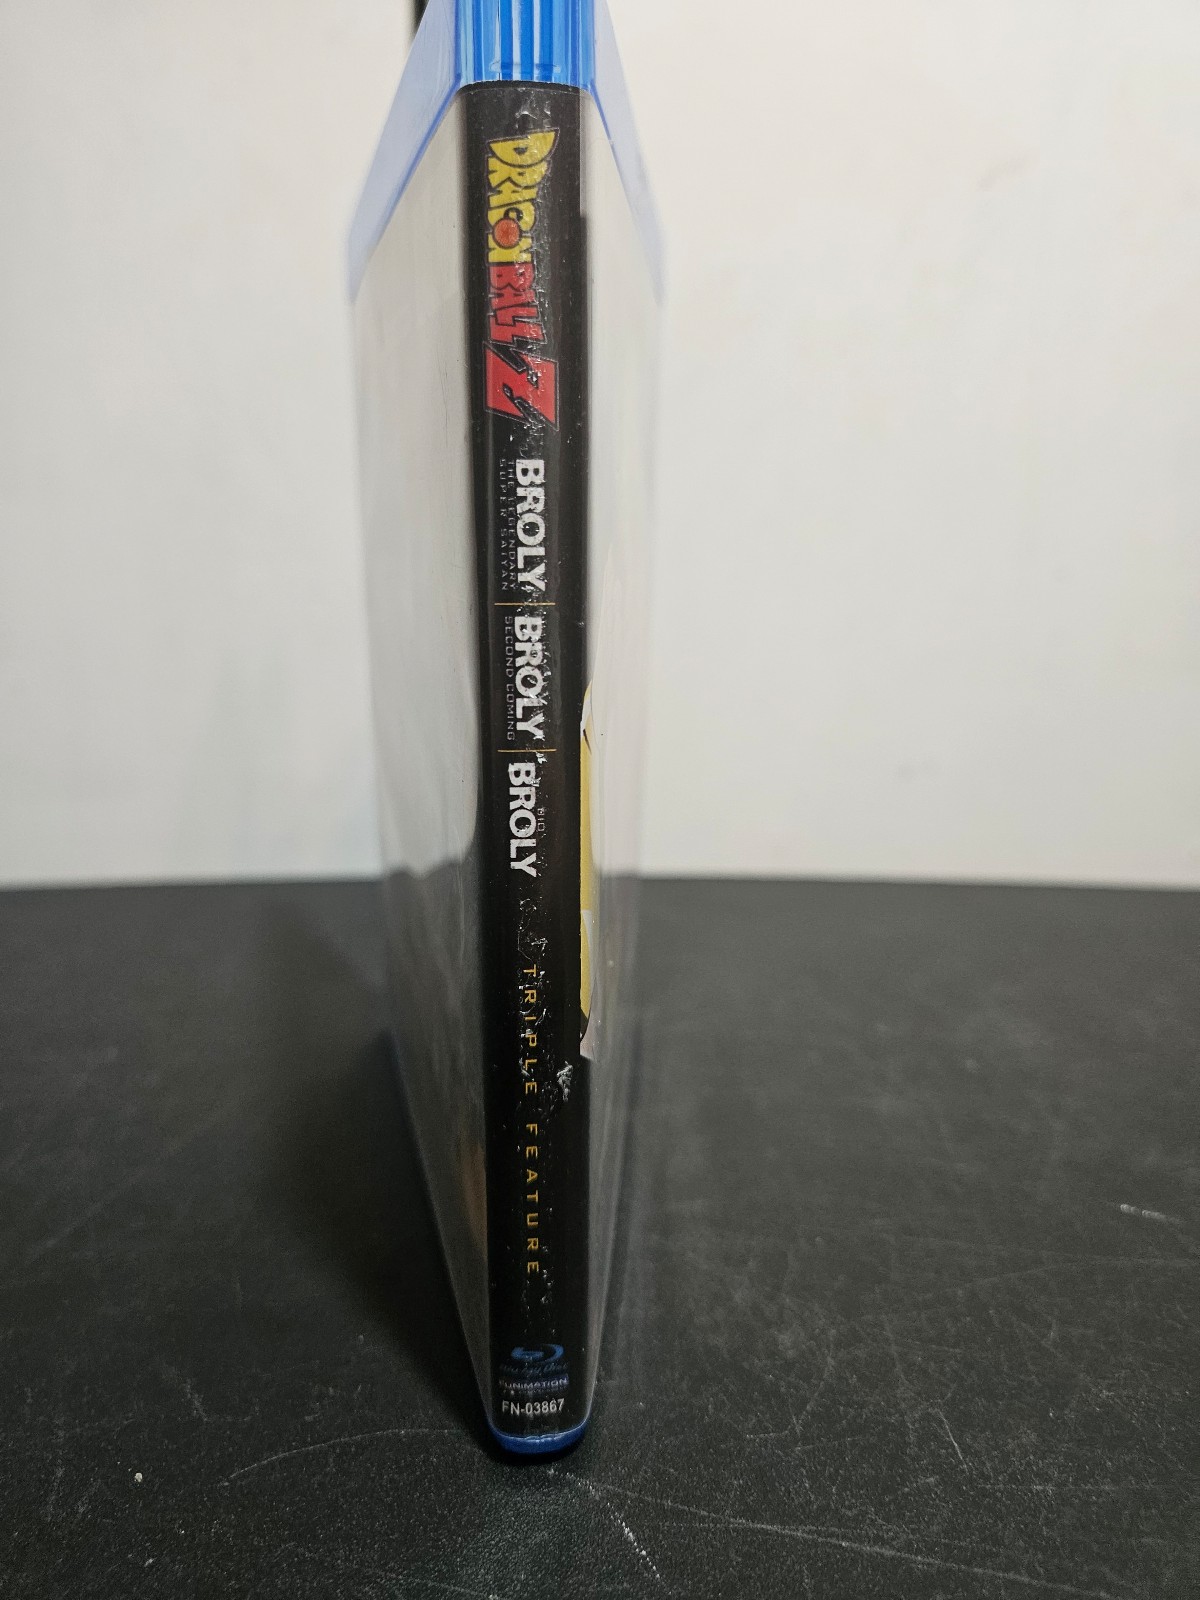 DRAGON BALL Z
BROLY
THE LEGENDARY
SUPER SAIYAN
BROLY
SECOND COMING
BIO
BROLY
TRIPLE FEATURE
FUNIMATION
FN-03867